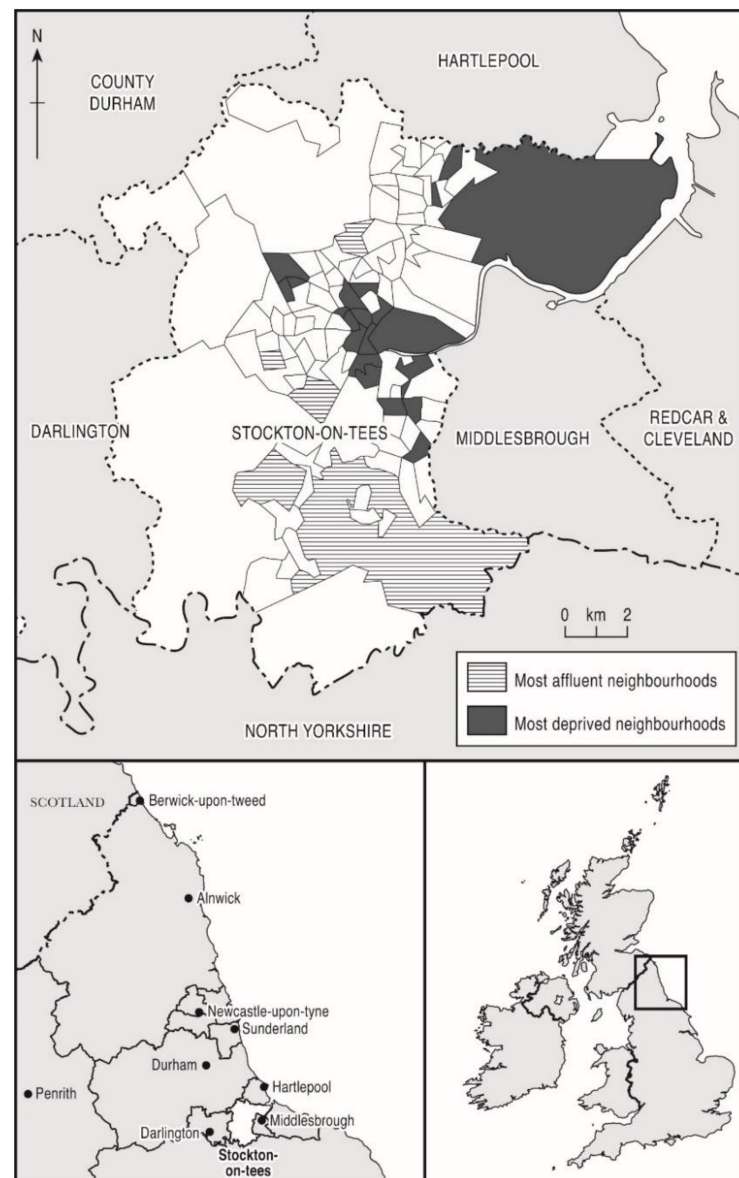 N
COUNTY
DURHAM
HARTLEPOOL
DARLINGTON
STOCKTON-ON-TEES
MIDDLESBROUGH
REDCAR &
CLEVELAND
0 km 2
Most affluent neighbourhoods
Most deprived neighbourhoods
NORTH YORKSHIRE
SCOTLAND
Berwick-upon-tweed
Alnwick
Newcastle-upon-tyne
Sunderland
Durham
Penrith
Hartlepool
Middlesbrough
Darlington
Stockton-
on-tees